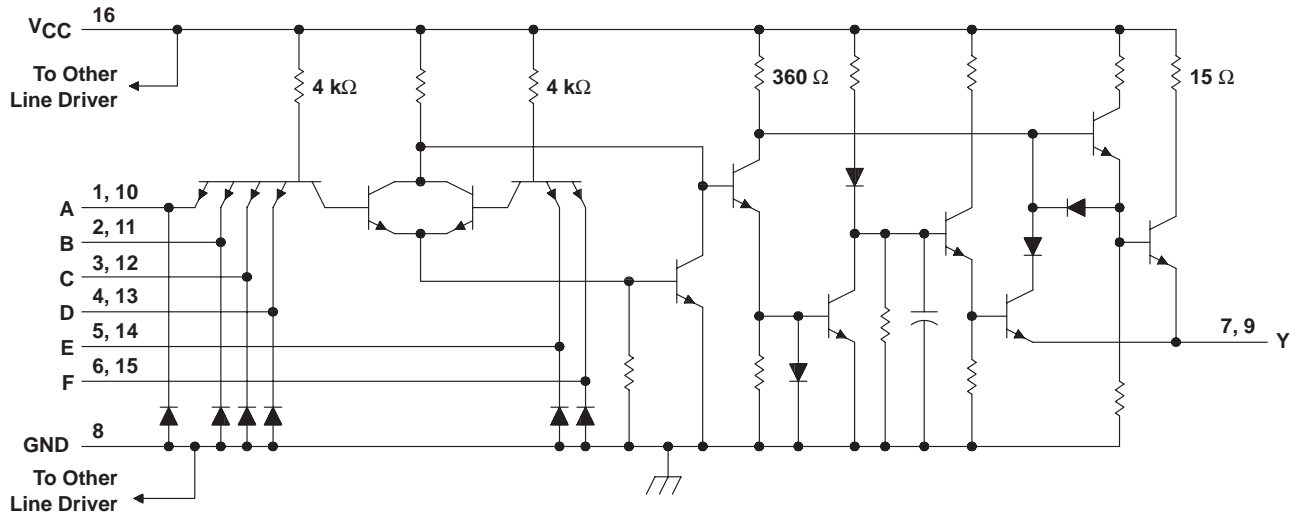 VCC 16
To Other
Line Driver
4 kΩ
4 kΩ
360 Ω
15 Ω
A 1, 10
B 2, 11
C 3, 12
D 4, 13
E 5, 14
F 6, 15
7, 9 Y
GND 8
To Other
Line Driver